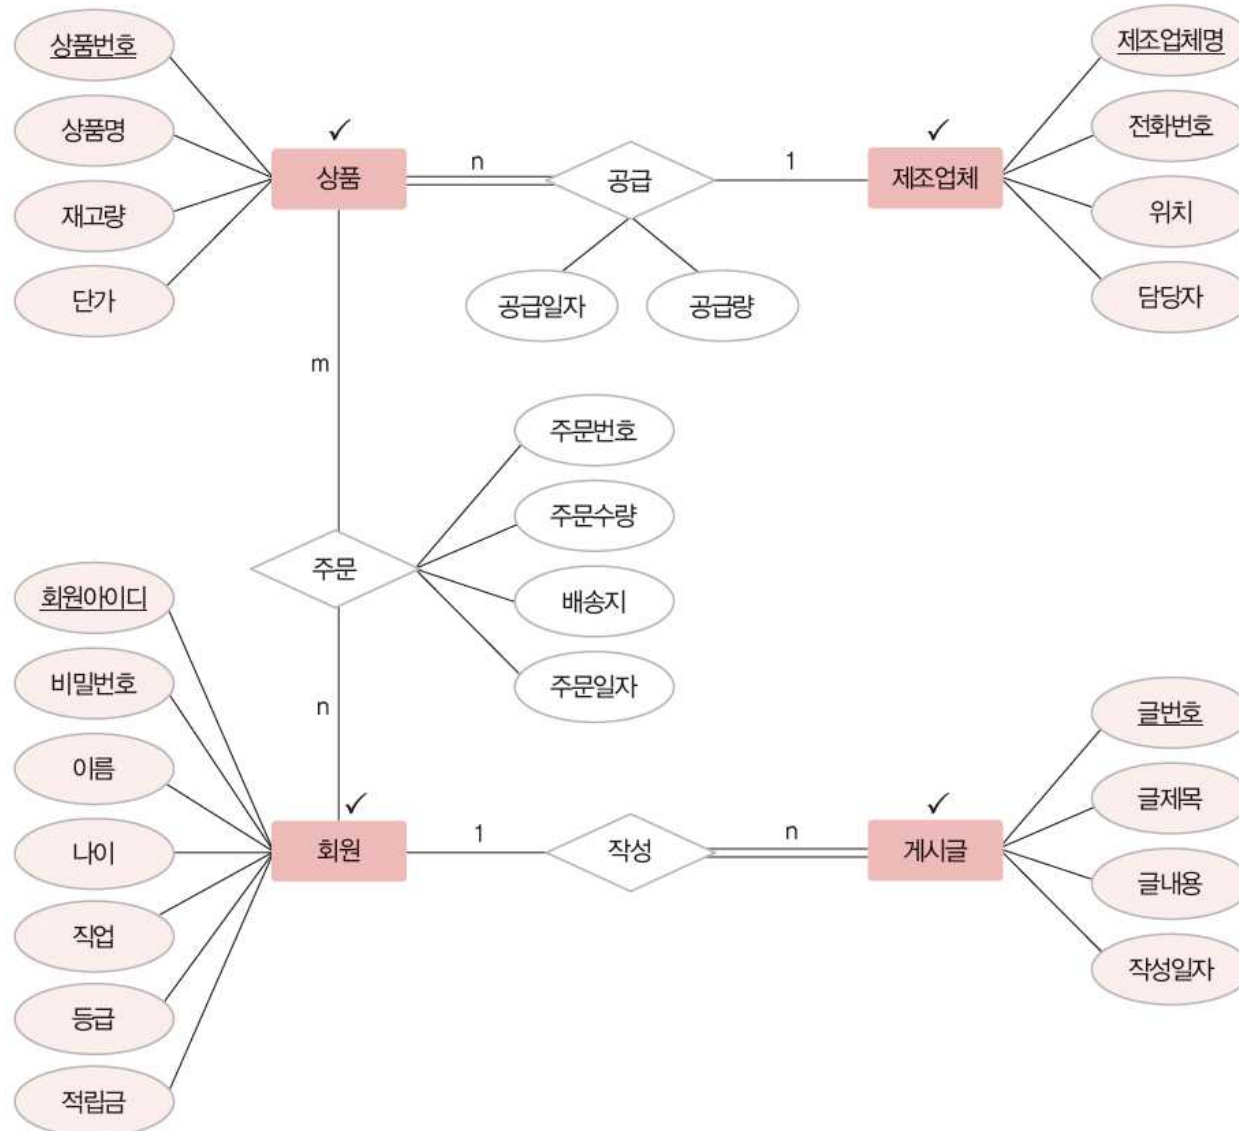 상품번호
상품명
재고량
단가
✓
상품
n
공급
1
✓
제조업체
제조업체명
전화번호
위치
담당자
공급일자
공급량
m
주문
주문번호
주문수량
배송지
주문일자
n
회원아이디
비밀번호
이름
나이
직업
등급
적립금
✓
회원
1
작성
n
✓
게시글
글번호
글제목
글내용
작성일자